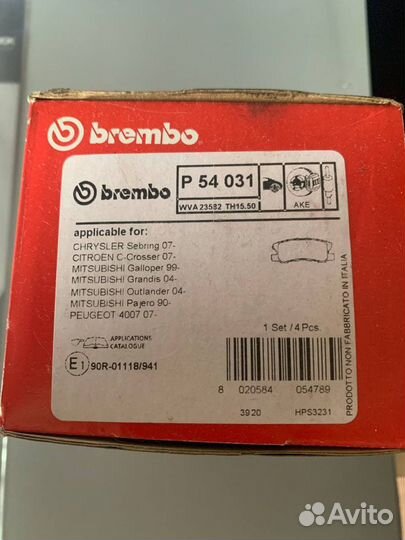 brembo
brembo
P 54 031
WVA 23582 TH15.50
AKE
applicable for:
CHRYSLER Sebring 07-
CITROEN C-Crosser 07-
MITSUBISHI Galloper 99-
MITSUBISHI Grandis 04-
MITSUBISHI Outlander 04-
MITSUBISHI Pajero 90-
PEUGEOT 4007 07-
1 Set / 4 Pcs.
APPLICATIONS
CATALOGUE
E1 90R-01118/941
8 020584 054789
3920 HPS3231
PRODOTTO NON FABBRICATO IN ITALIA
Avito